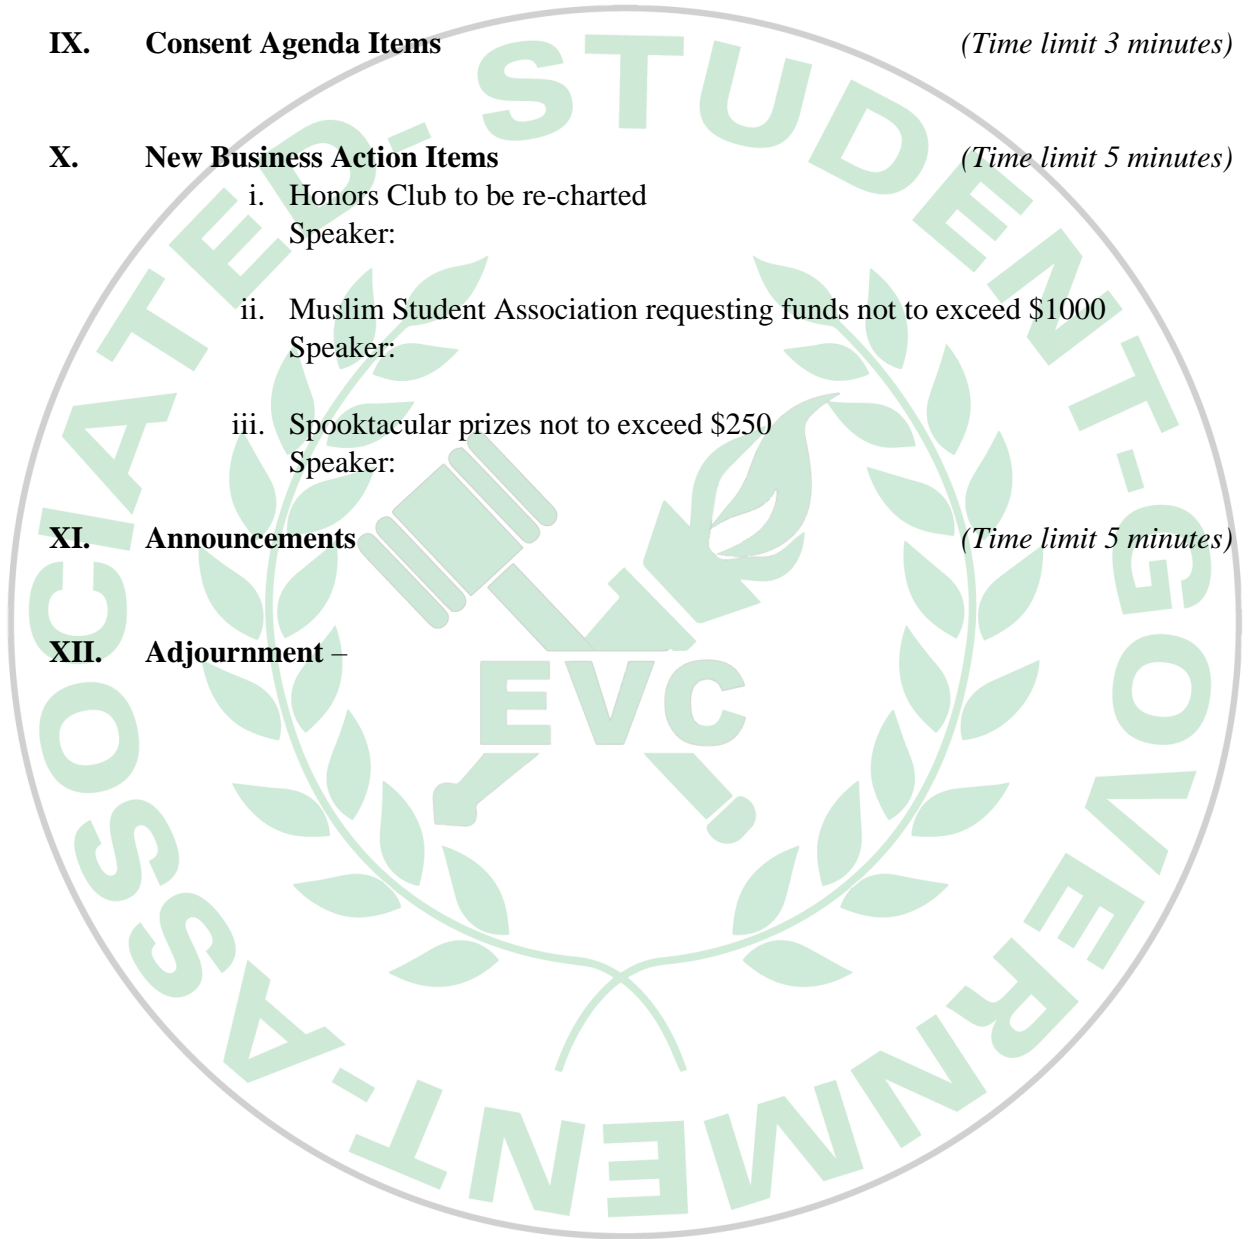 IX. Consent Agenda Items (Time limit 3 minutes)
X. New Business Action Items (Time limit 5 minutes)
i. Honors Club to be re-charted
Speaker:
ii. Muslim Student Association requesting funds not to exceed $1000
Speaker:
iii. Spooktacular prizes not to exceed $250
Speaker:
XI. Announcements (Time limit 5 minutes)
XII. Adjournment –
ASSOCIATED-STUDENT-GOVERNMENT-
EVC